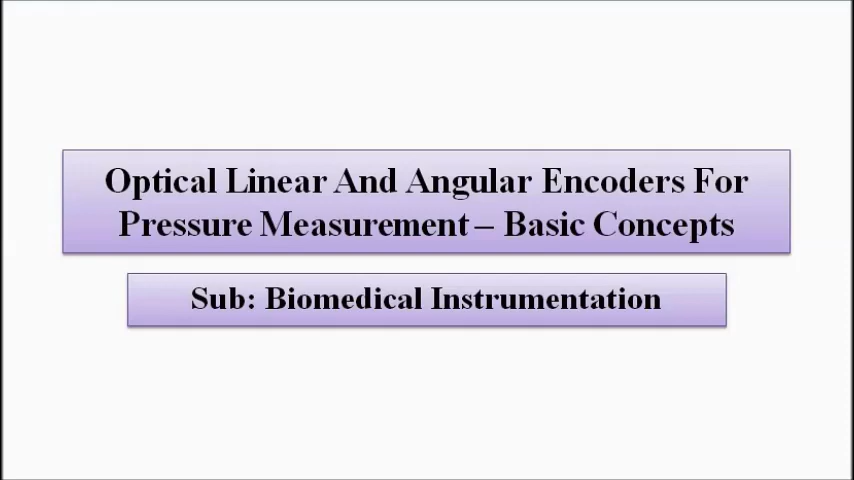 Optical Linear And Angular Encoders For
Pressure Measurement – Basic Concepts
Sub: Biomedical Instrumentation